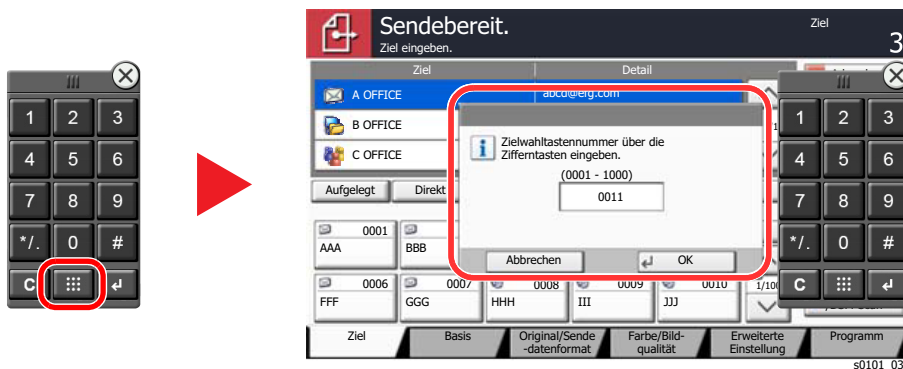 1 2 3
4 5 6
7 8 9
*/. 0 #
C
Sendebereit.
Ziel eingeben.
Ziel
3
Ziel Detail
A OFFICE abcd@efg.com
B OFFICE
C OFFICE
Zielwahltastennummer über die
Zifferntasten eingeben.
(0001 - 1000)
0011
Abbrechen OK
1
Aufgelegt Direkt
0001
AAA BBB
0006 0007 0008 0009 0010
FFF GGG HHH III JJJ
1/100
1 2 3
4 5 6
7 8 9
*/. 0 #
C
Ziel Basis Original/Sende
-datenformat Farbe/Bild-
qualität Erweiterte
Einstellung Programm
s0101_03